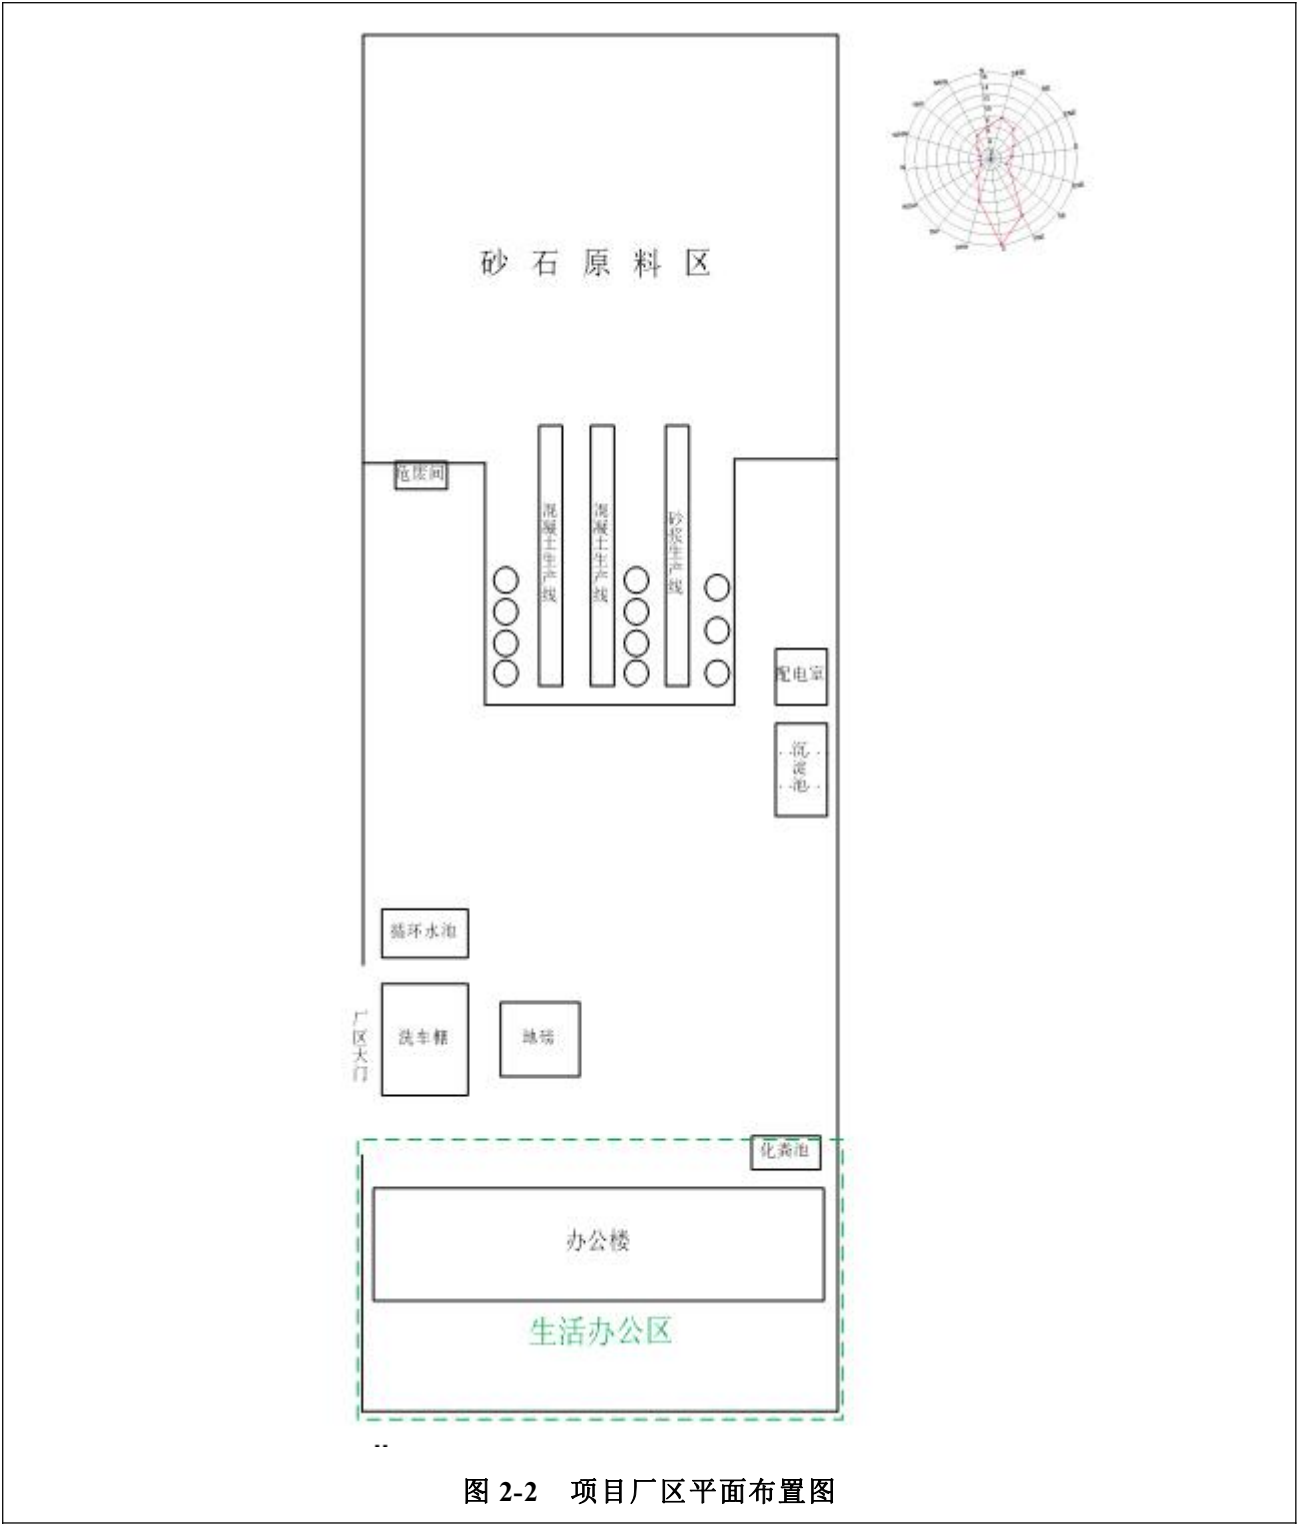 砂石原料区
危废间
混凝土生产线
混凝土生产线
砂浆生产线
配电室
沉淀池
循环水池
厂区大门
洗车棚
地磅
化粪池
办公楼
生活办公区
图 2-2 项目厂区平面布置图